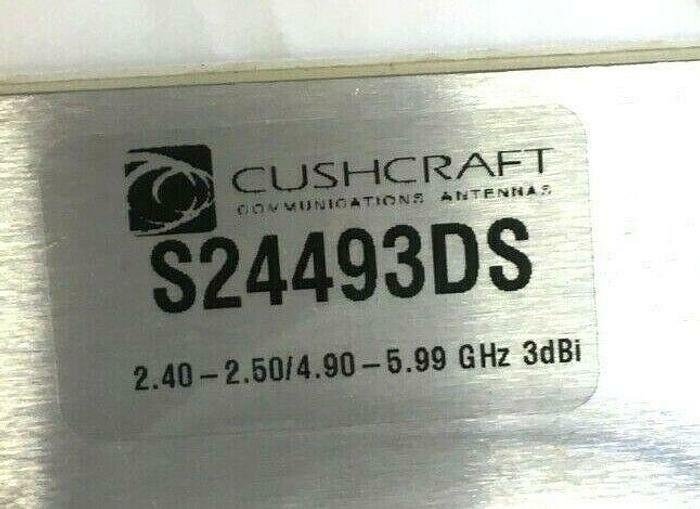 CUSHCRAFT
COMMUNICATIONS ANTENNAS
S24493DS
2.40 – 2.50/4.90 – 5.99 GHz 3dBi